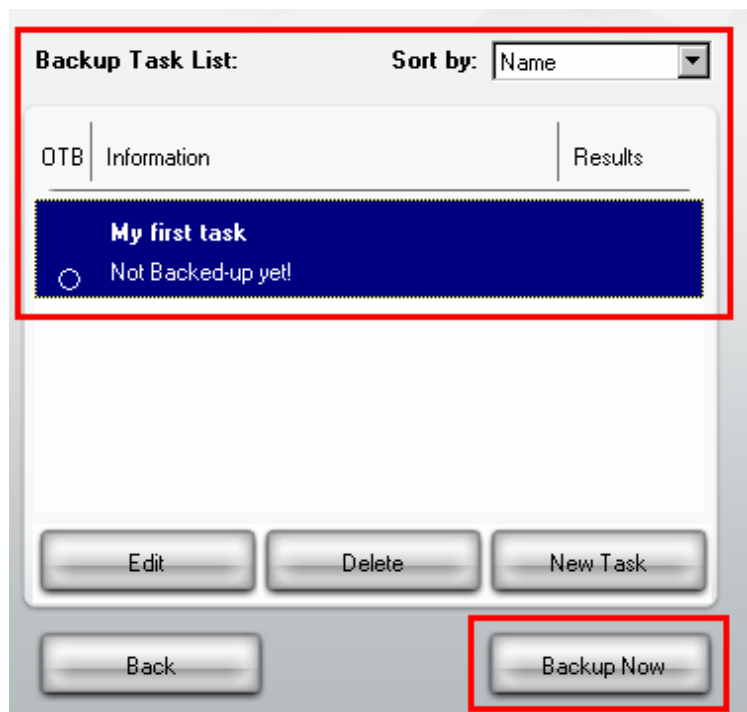 Backup Task List: Sort by: Name
OTB Information Results
My first task
Not Backed-up yet!
Edit Delete New Task
Back Backup Now